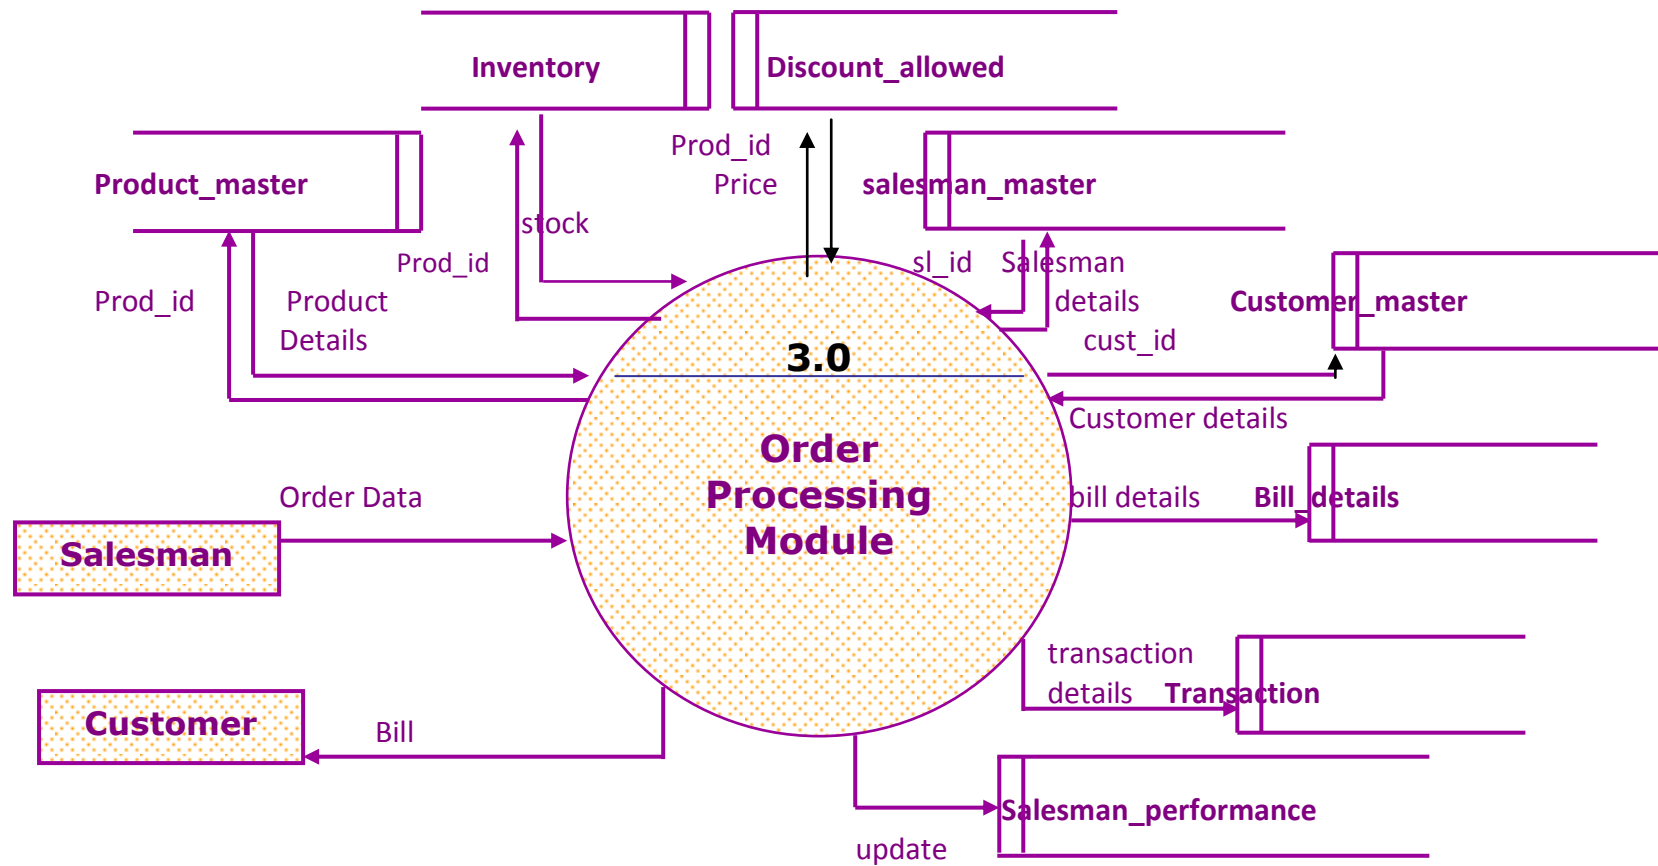 Inventory
Discount_allowed
Prod_id
Price
Product_master
salesman_master
stock
Prod_id
sl_id
Salesman
details
Prod_id
Product
Details
Customer_master
cust_id
3.0
Customer details
Order
Processing
Module
Order Data
bill details
Bill_details
Salesman
transaction
details
Transaction
Customer
Bill
Salesman_performance
update